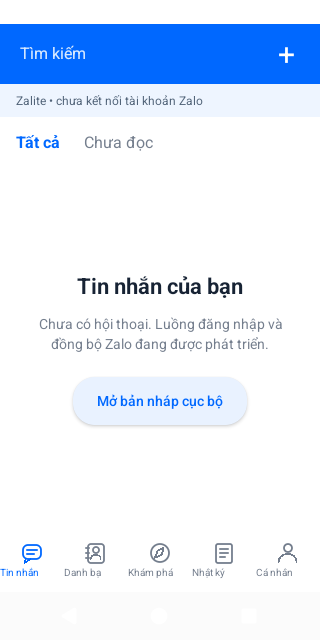 Tìm kiếm
Zalite • chưa kết nối tài khoản Zalo
Tất cả
Chưa đọc
Tin nhắn của bạn
Chưa có hội thoại. Luồng đăng nhập và
đồng bộ Zalo đang được phát triển.
Mở bản nháp cục bộ
Tin nhắn
Danh bạ
Khám phá
Nhật ký
Cá nhân